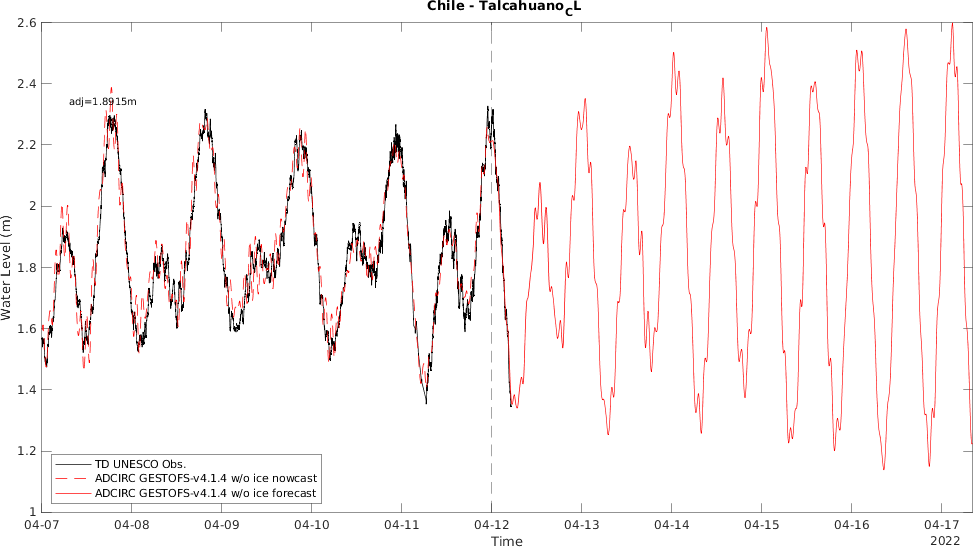 Chile - Talcahuano_CL
2.6
2.4
adj=1.8915m
2.2
2
1.8
1.6
1.4
1.2
1
Water Level (m)
TD UNESCO Obs.
ADCIRC GESTOFS-v4.1.4 w/o ice nowcast
ADCIRC GESTOFS-v4.1.4 w/o ice forecast
04-07 04-08 04-09 04-10 04-11 04-12 04-13 04-14 04-15 04-16 04-17
Time 2022